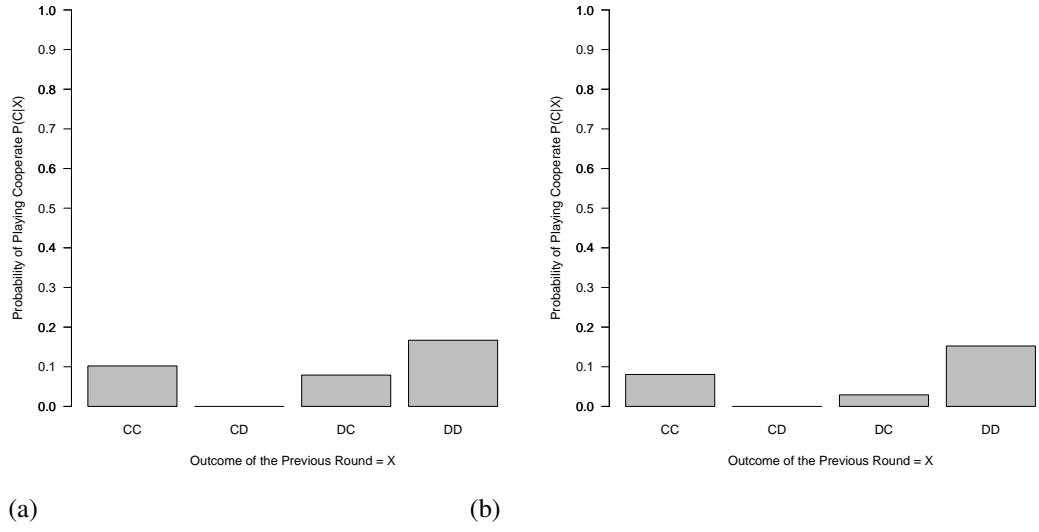 Probability of Playing Cooperate P(C|X)
1.0
0.9
0.8
0.7
0.6
0.5
0.4
0.3
0.2
0.1
0.0
CC CD DC DD
Outcome of the Previous Round = X
(a)
Probability of Playing Cooperate P(C|X)
1.0
0.9
0.8
0.7
0.6
0.5
0.4
0.3
0.2
0.1
0.0
CC CD DC DD
Outcome of the Previous Round = X
(b)